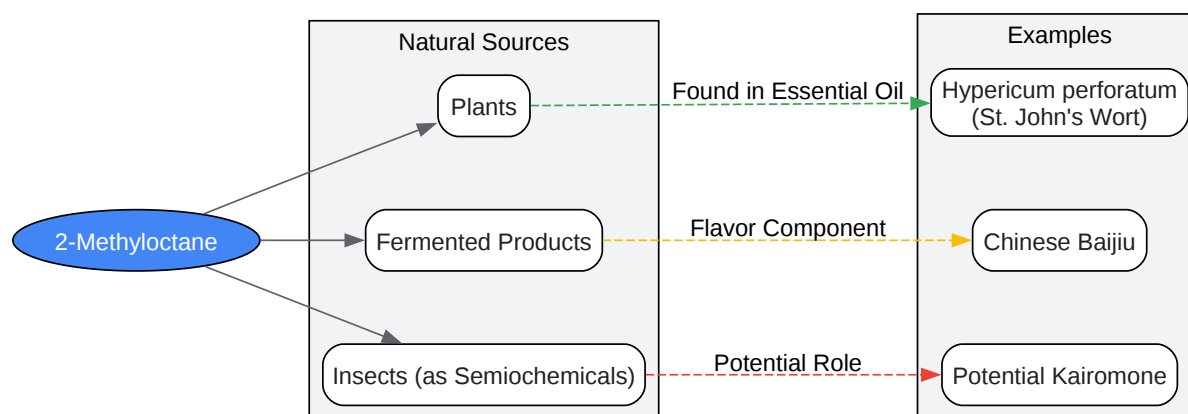 Natural Sources
Examples
Plants
Found in Essential Oil
Hypericum perforatum
(St. John's Wort)
2-Methyloctane
Fermented Products
Flavor Component
Chinese Baijiu
Insects (as Semiochemicals)
Potential Role
Potential Kairomone